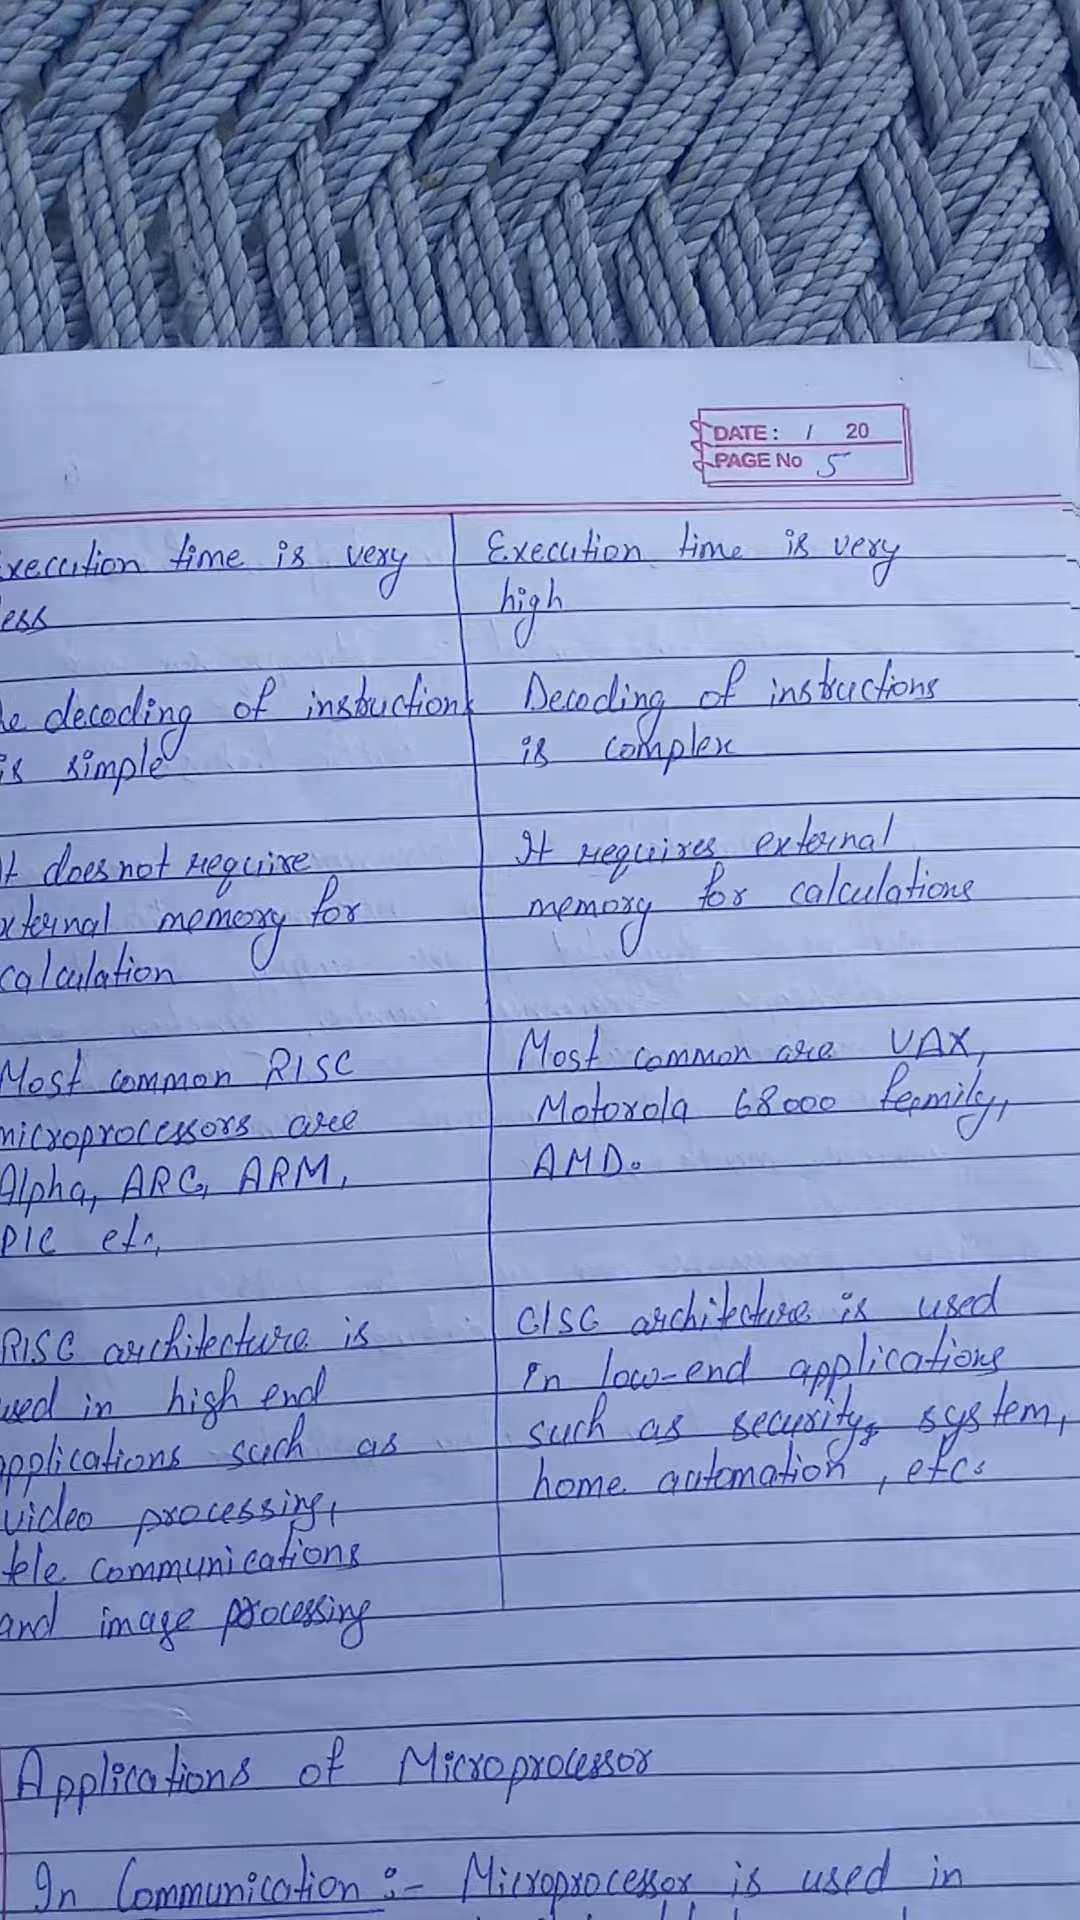 DATE: / 20
PAGE No 5
xecution time is very
ess
e decoding of instructions
is simple
t does not require
xternal memory for
calculation
Most common RISC
microprocessors are
Alpha, ARC, ARM,
PIC etc,
RISC architecture is
used in high end
applications such as
video processing,
tele communications
and image processing
Execution time is very
high
Decoding of instructions
is complex
It requires external
memory for calculations
Most common are VAX,
Motorola 68000 family,
AMD.
CISC architecture is used
in low-end applications
such as security, system,
home automation, etc.
Applications of Microprocessor
In Communication :- Microprocessor is used in